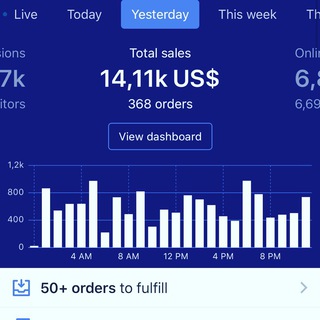 Live Today Yesterday This week Th
sions Total sales Onli
7k 14,11k US$ 6,
itors 368 orders 6,69
View dashboard
1,2k
800
400
0
4 AM 8 AM 12 PM 4 PM 8 PM
50+ orders to fulfill